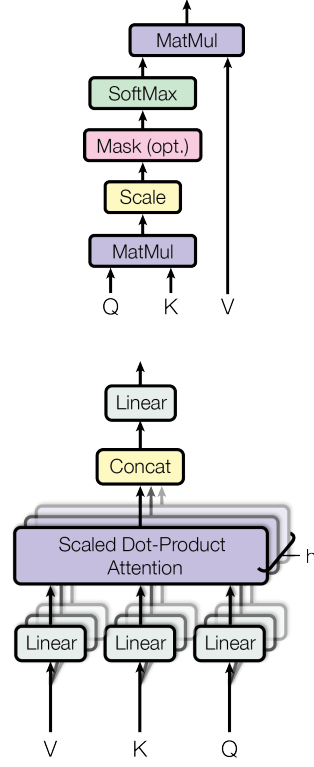 MatMul
SoftMax
Mask (opt.)
Scale
MatMul
Q K V
Linear
Concat
Scaled Dot-Product
Attention
h
Linear Linear Linear
V K Q